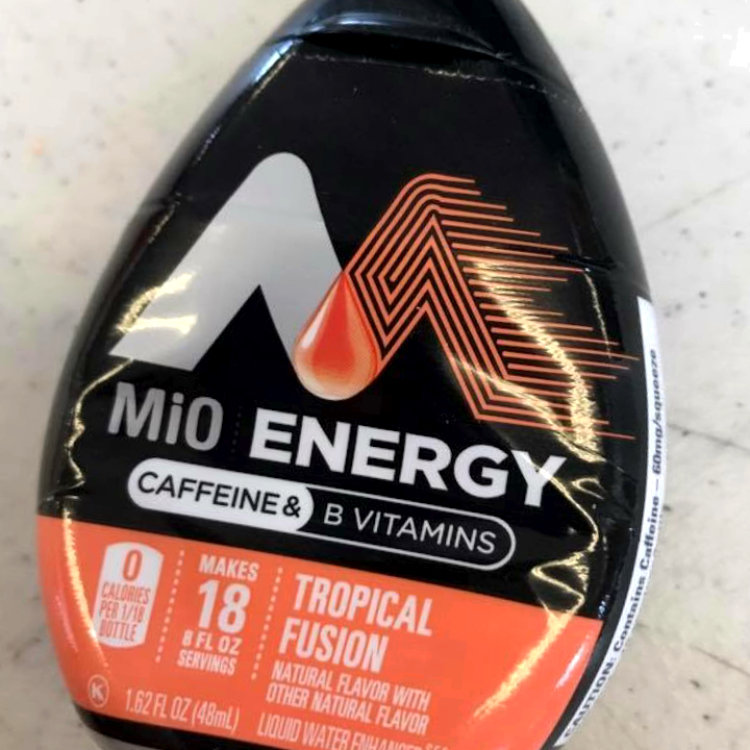 MiO ENERGY
CAFFEINE & B VITAMINS
0
CALORIES
PER 1/18
BOTTLE
MAKES
18
8 FL OZ
SERVINGS
TROPICAL
FUSION
NATURAL FLAVOR WITH
OTHER NATURAL FLAVOR
K
1.62 FL OZ (48mL)
LIQUID WATER
CAUTION: Contains Caffeine – 60mg/squeeze